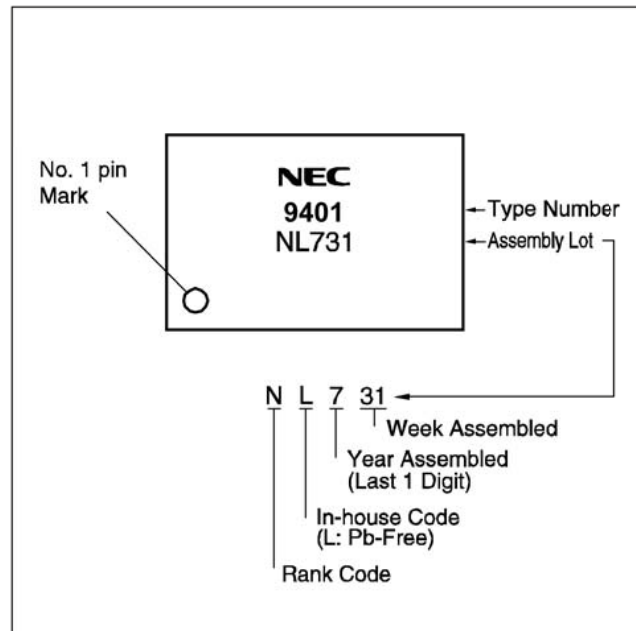 No. 1 pin
Mark
NEC
9401
NL731
Type Number
Assembly Lot
N L 7 31
Week Assembled
Year Assembled
(Last 1 Digit)
In-house Code
(L: Pb-Free)
Rank Code